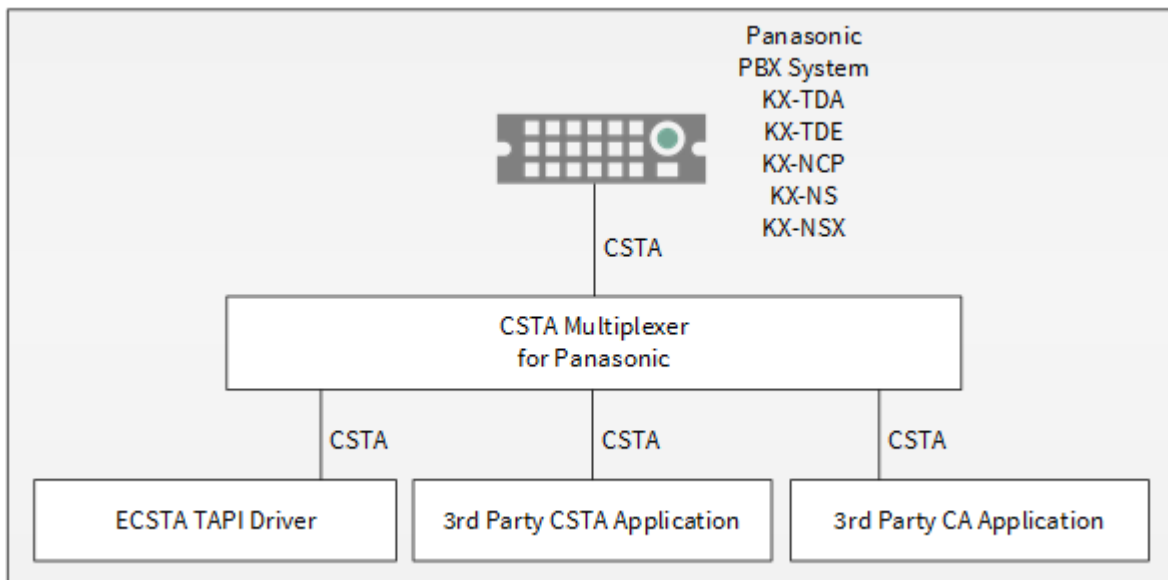 Panasonic
PBX System
KX-TDA
KX-TDE
KX-NCP
KX-NS
KX-NSX
CSTA
CSTA Multiplexer
for Panasonic
CSTA
CSTA
CSTA
ECSTA TAPI Driver
3rd Party CSTA Application
3rd Party CA Application